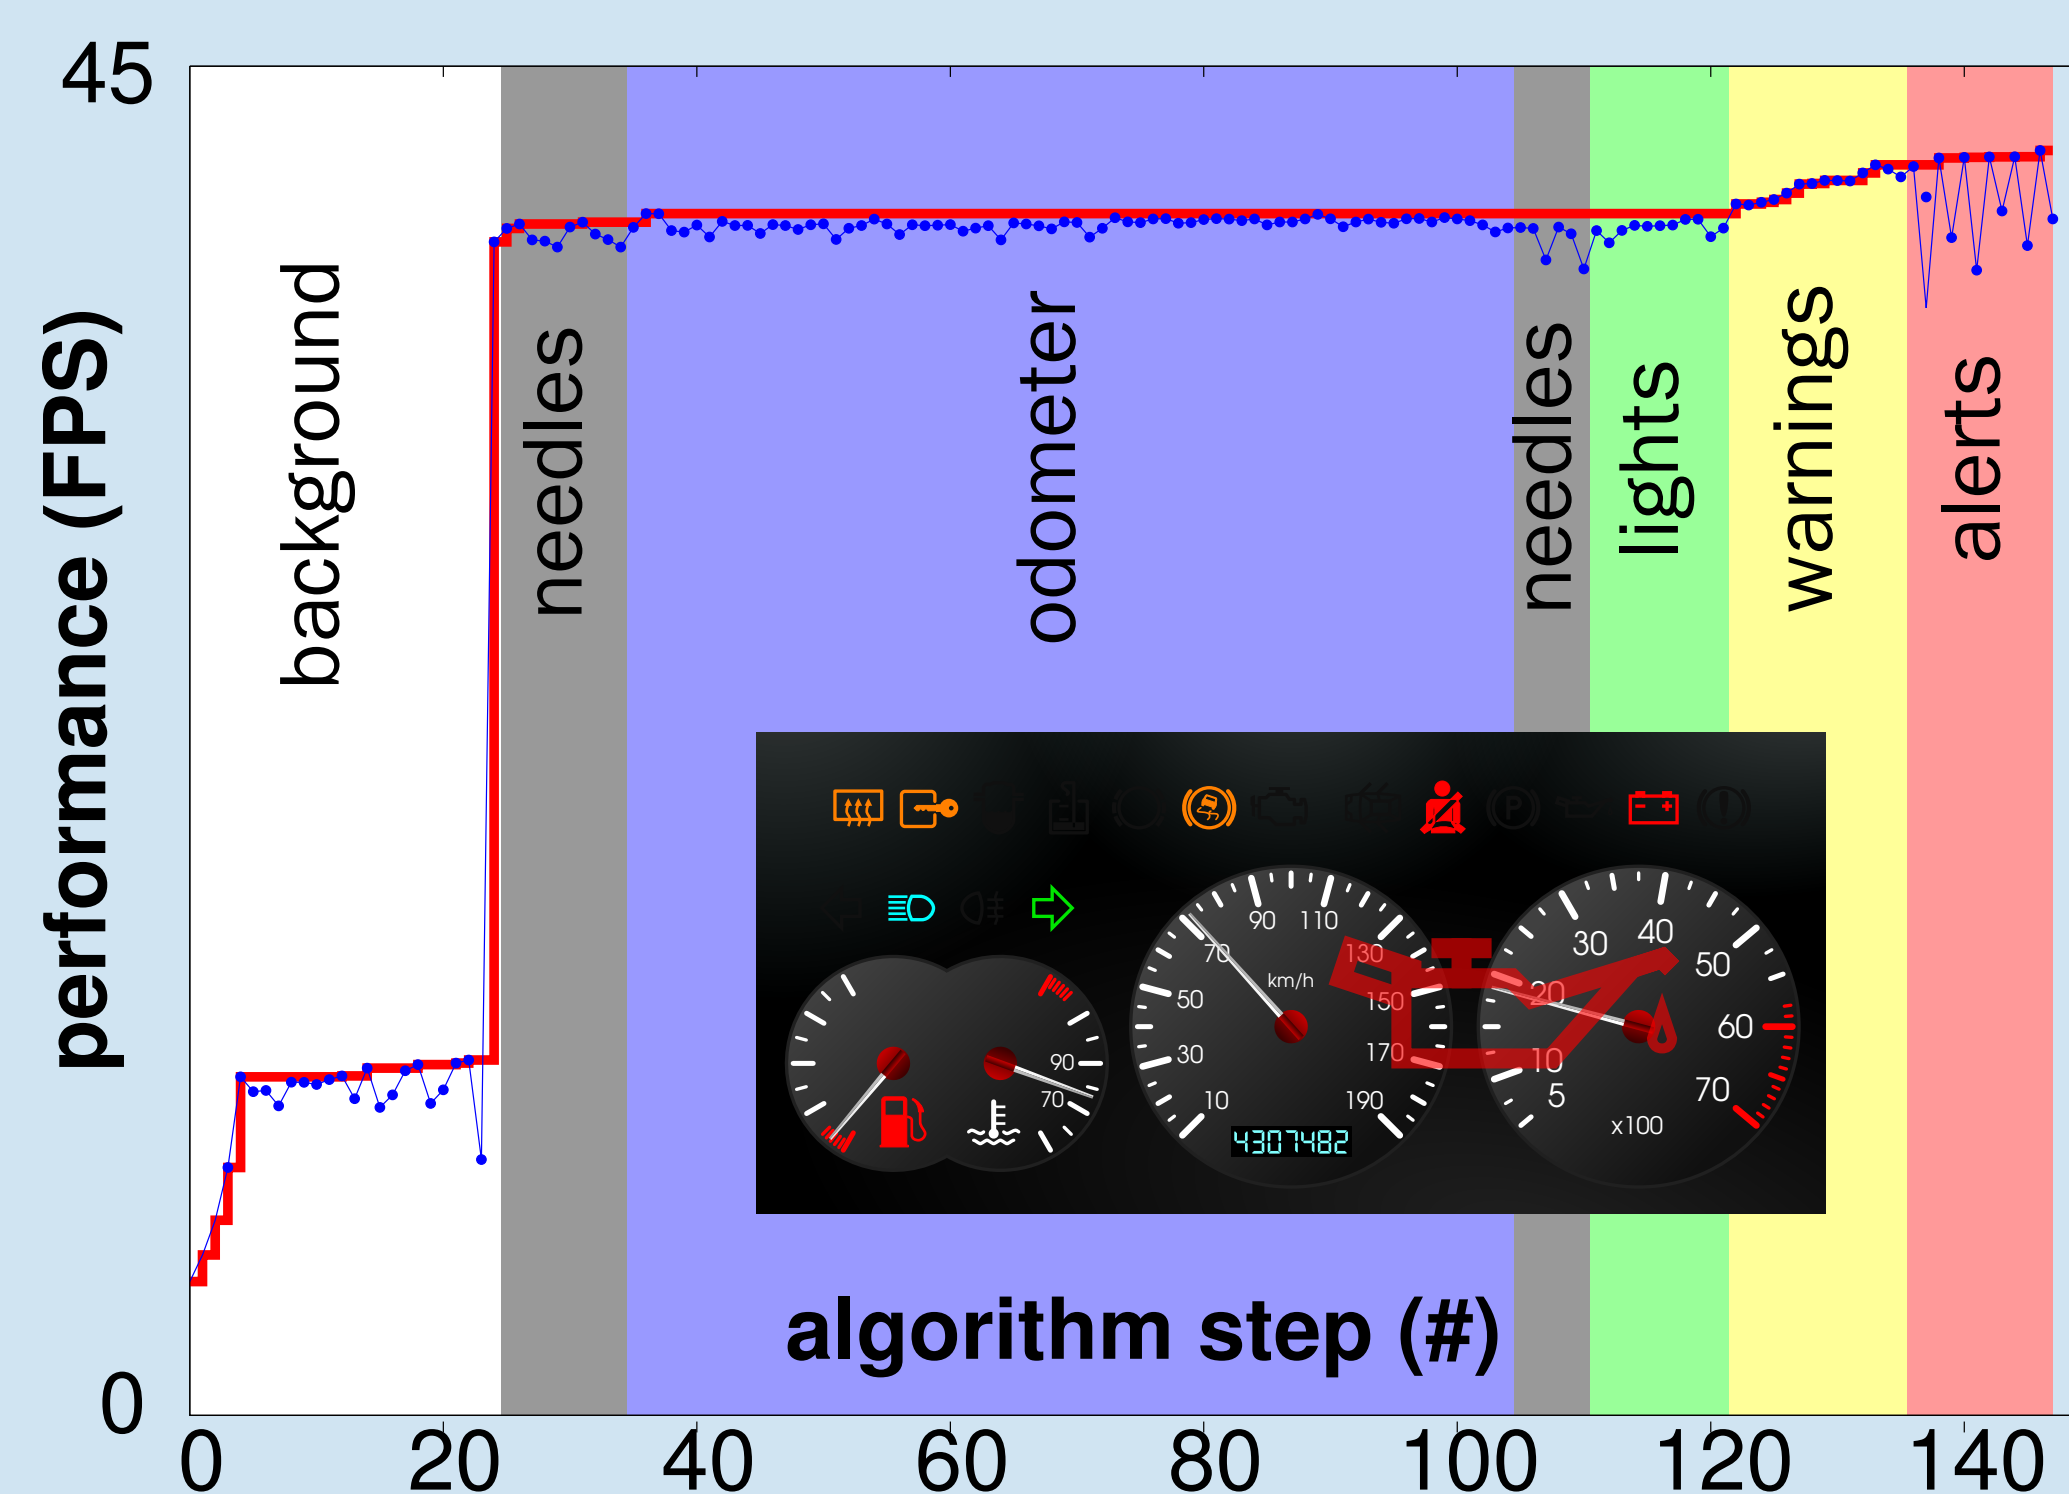 45
performance (FPS)
background
needles
odometer
needles
lights
warnings
alerts
P
90 110
70 130
km/h
50 150
30 170
10 190
4307482
90
70
30 40 50
20 60
10 70
5
x100
algorithm step (#)
0
0 20 40 60 80 100 120 140